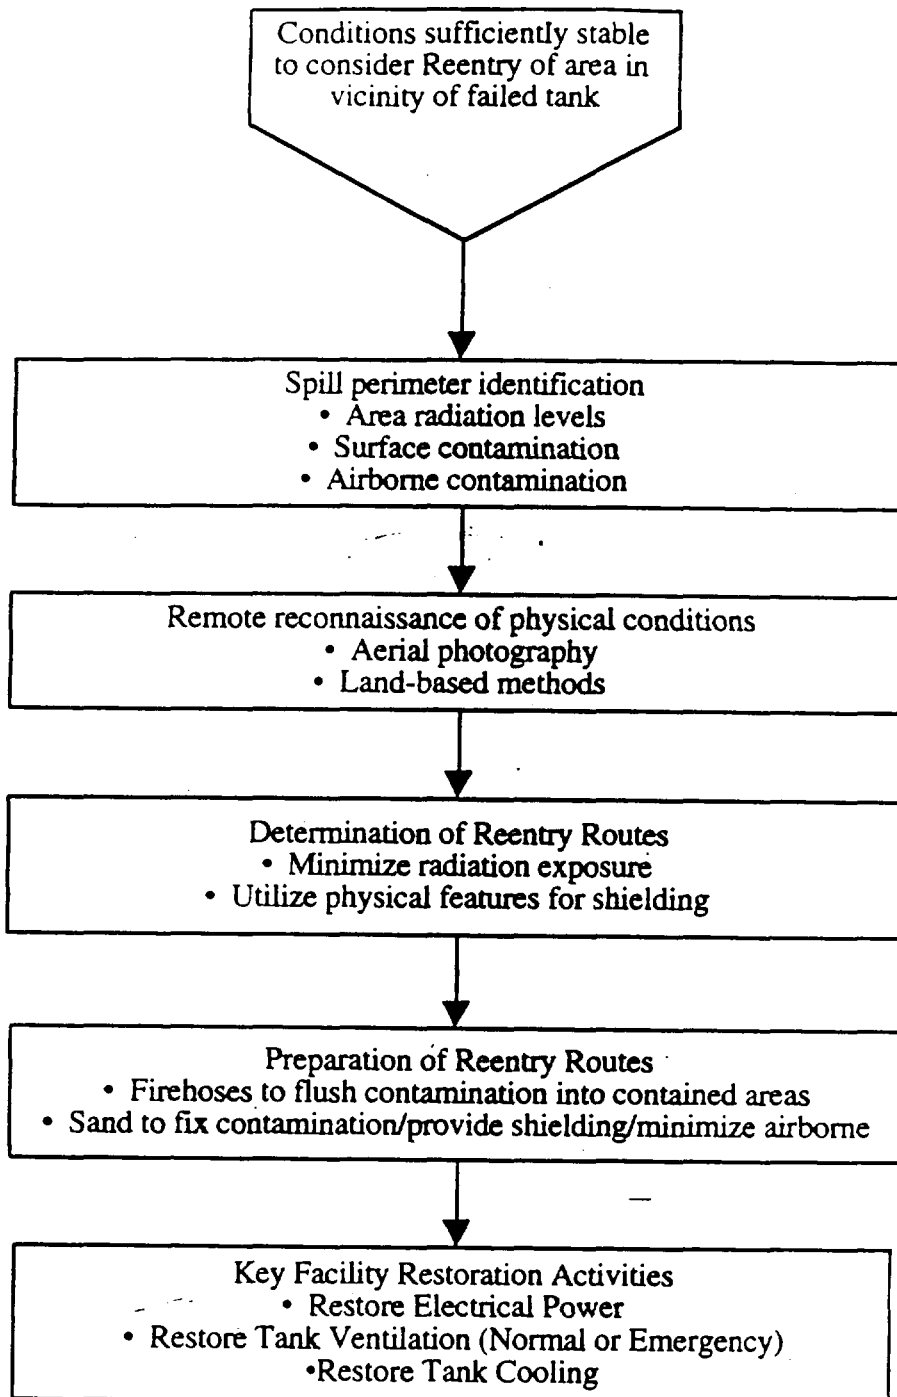 Conditions sufficiently stable
to consider Reentry of area in
vicinity of failed tank
Spill perimeter identification
• Area radiation levels
• Surface contamination
• Airborne contamination
Remote reconnaissance of physical conditions
• Aerial photography
• Land-based methods
Determination of Reentry Routes
• Minimize radiation exposure
• Utilize physical features for shielding
Preparation of Reentry Routes
• Firehoses to flush contamination into contained areas
• Sand to fix contamination/provide shielding/minimize airborne
Key Facility Restoration Activities
• Restore Electrical Power
• Restore Tank Ventilation (Normal or Emergency)
•Restore Tank Cooling